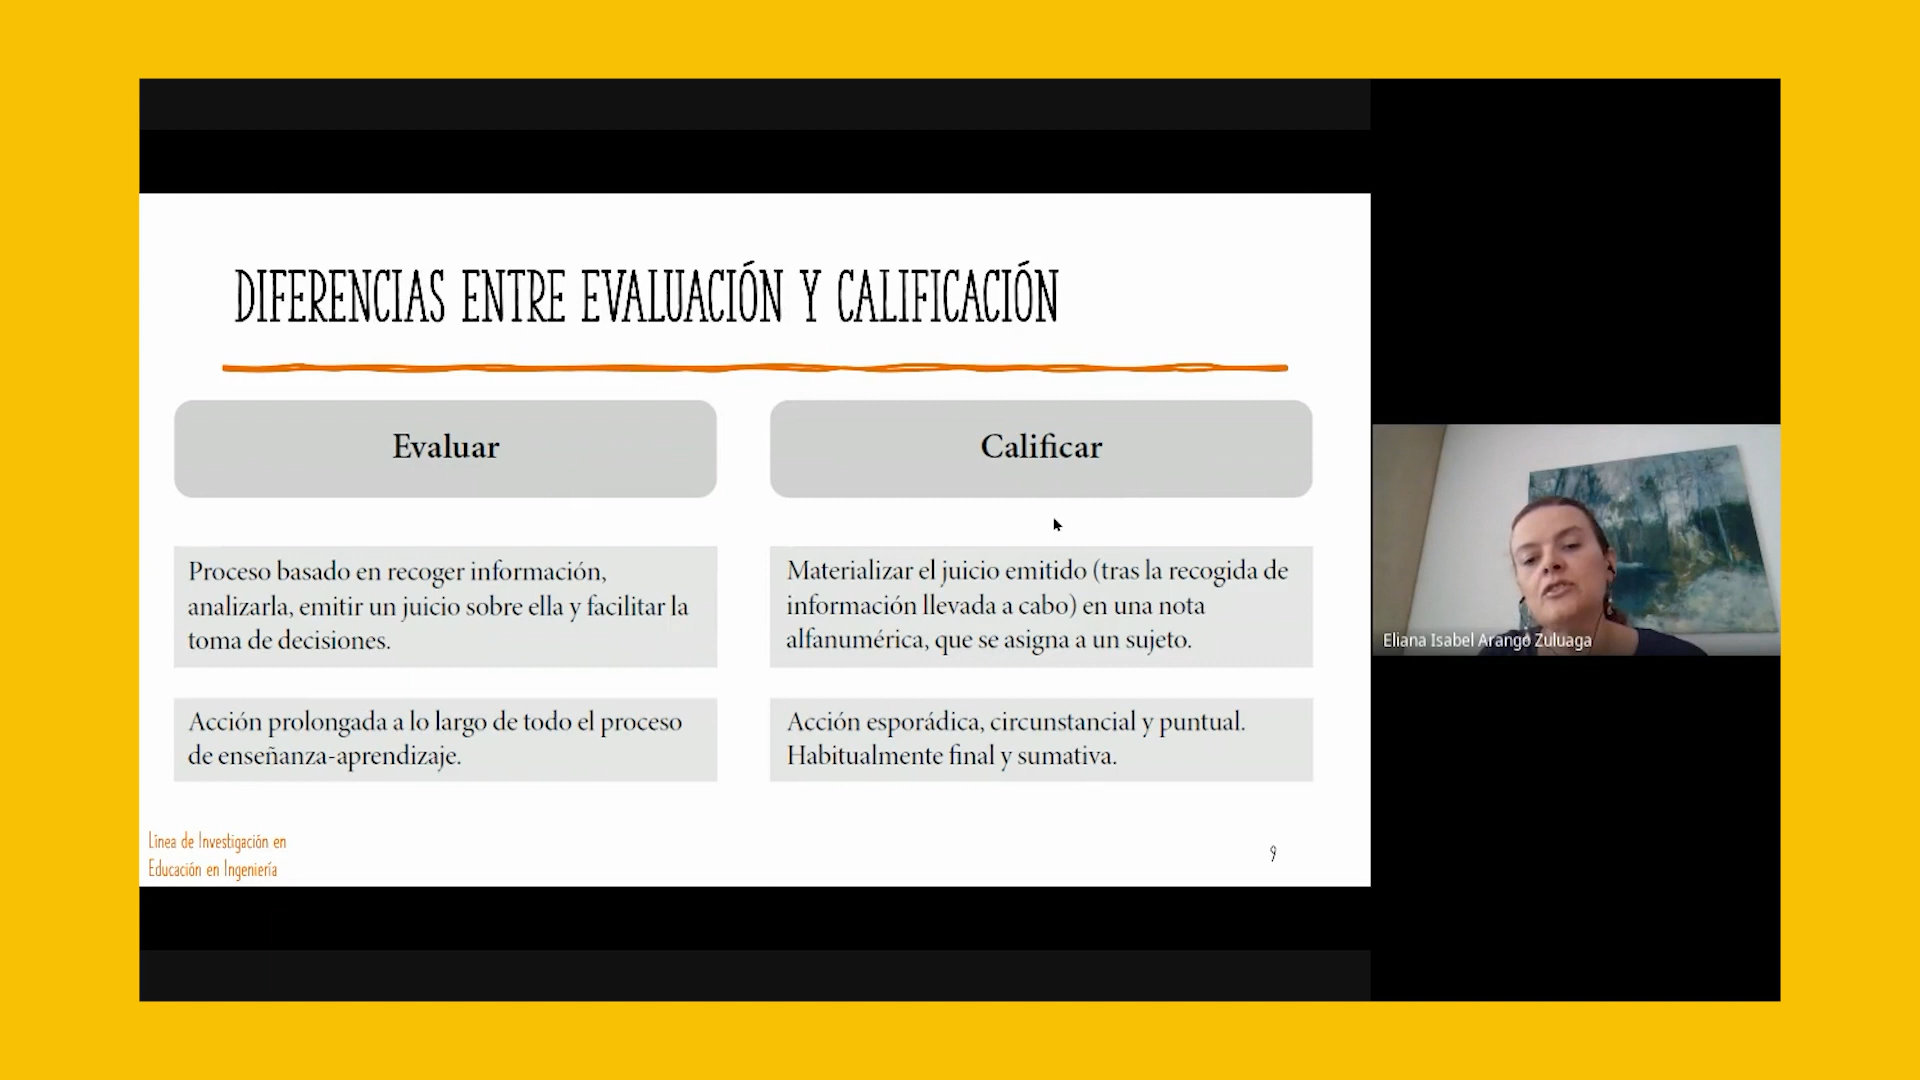 DIFERENCIAS ENTRE EVALUACIÓN Y CALIFICACIÓN
Evaluar
Calificar
Proceso basado en recoger información,
analizarla, emitir un juicio sobre ella y facilitar la
toma de decisiones.
Materializar el juicio emitido (tras la recogida de
información llevada a cabo) en una nota
alfanumérica, que se asigna a un sujeto.
Acción prolongada a lo largo de todo el proceso
de enseñanza-aprendizaje.
Acción esporádica, circunstancial y puntual.
Habitualmente final y sumativa.
Línea de Investigación en
Educación en Ingeniería
9
Eliana Isabel Arango Zuluaga